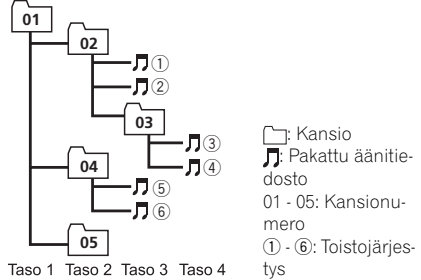 01
02
①
②
03
③
④
04
⑤
⑥
05
Taso 1 Taso 2 Taso 3 Taso 4
: Kansio
: Pakattu äänitie-
dosto
01 - 05: Kansionu-
mero
① - ⑥: Toistojärjes-
tys